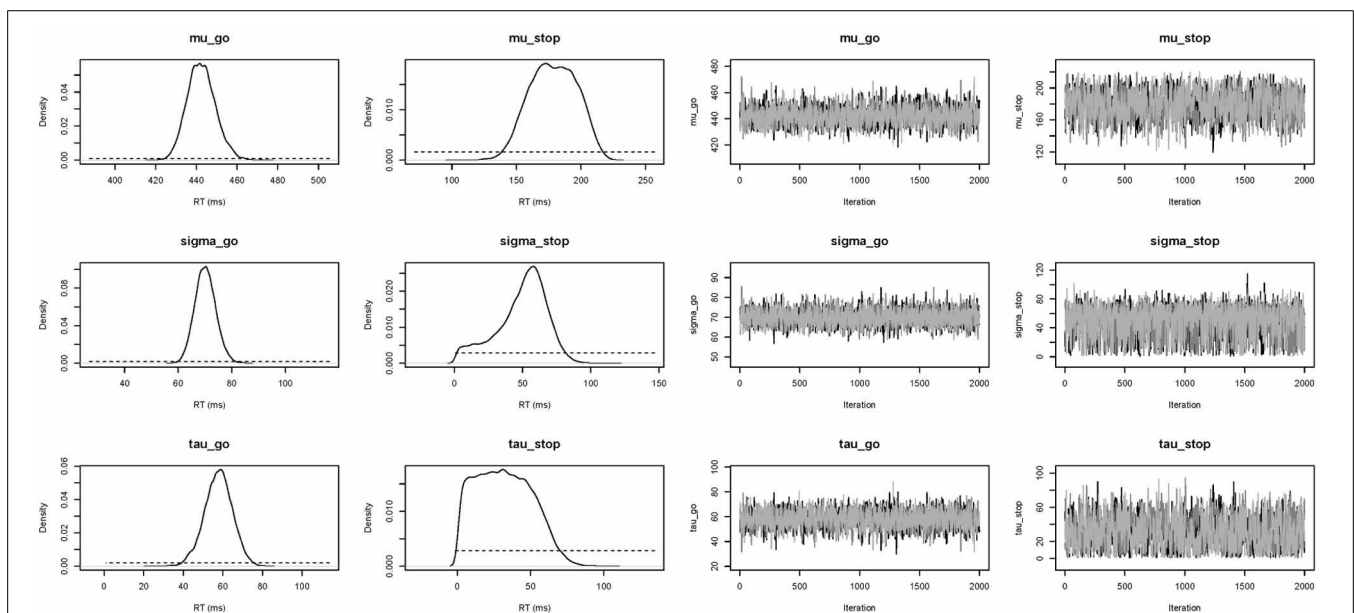 mu_go
mu_stop
mu_go
mu_stop
Density
0.00 0.02 0.04
400 420 440 460 480 500
RT (ms)
Density
0.000 0.010
100 150 200 250
RT (ms)
mu_go
420 440 460 480
0 500 1000 1500 2000
Iteration
mu_stop
120 160 200
0 500 1000 1500 2000
Iteration
sigma_go
sigma_stop
sigma_go
sigma_stop
Density
0.00 0.04 0.08
40 60 80 100
RT (ms)
Density
0.000 0.010 0.020
0 50 100 150
RT (ms)
sigma_go
50 60 70 80 90
0 500 1000 1500 2000
Iteration
sigma_stop
0 40 80 120
0 500 1000 1500 2000
Iteration
tau_go
tau_stop
tau_go
tau_stop
Density
0.00 0.02 0.04 0.06
0 20 40 60 80 100
RT (ms)
Density
0.000 0.010
0 50 100
RT (ms)
tau_go
20 40 60 80 100
0 500 1000 1500 2000
Iteration
tau_stop
0 20 40 60 80 100
0 500 1000 1500 2000
Iteration